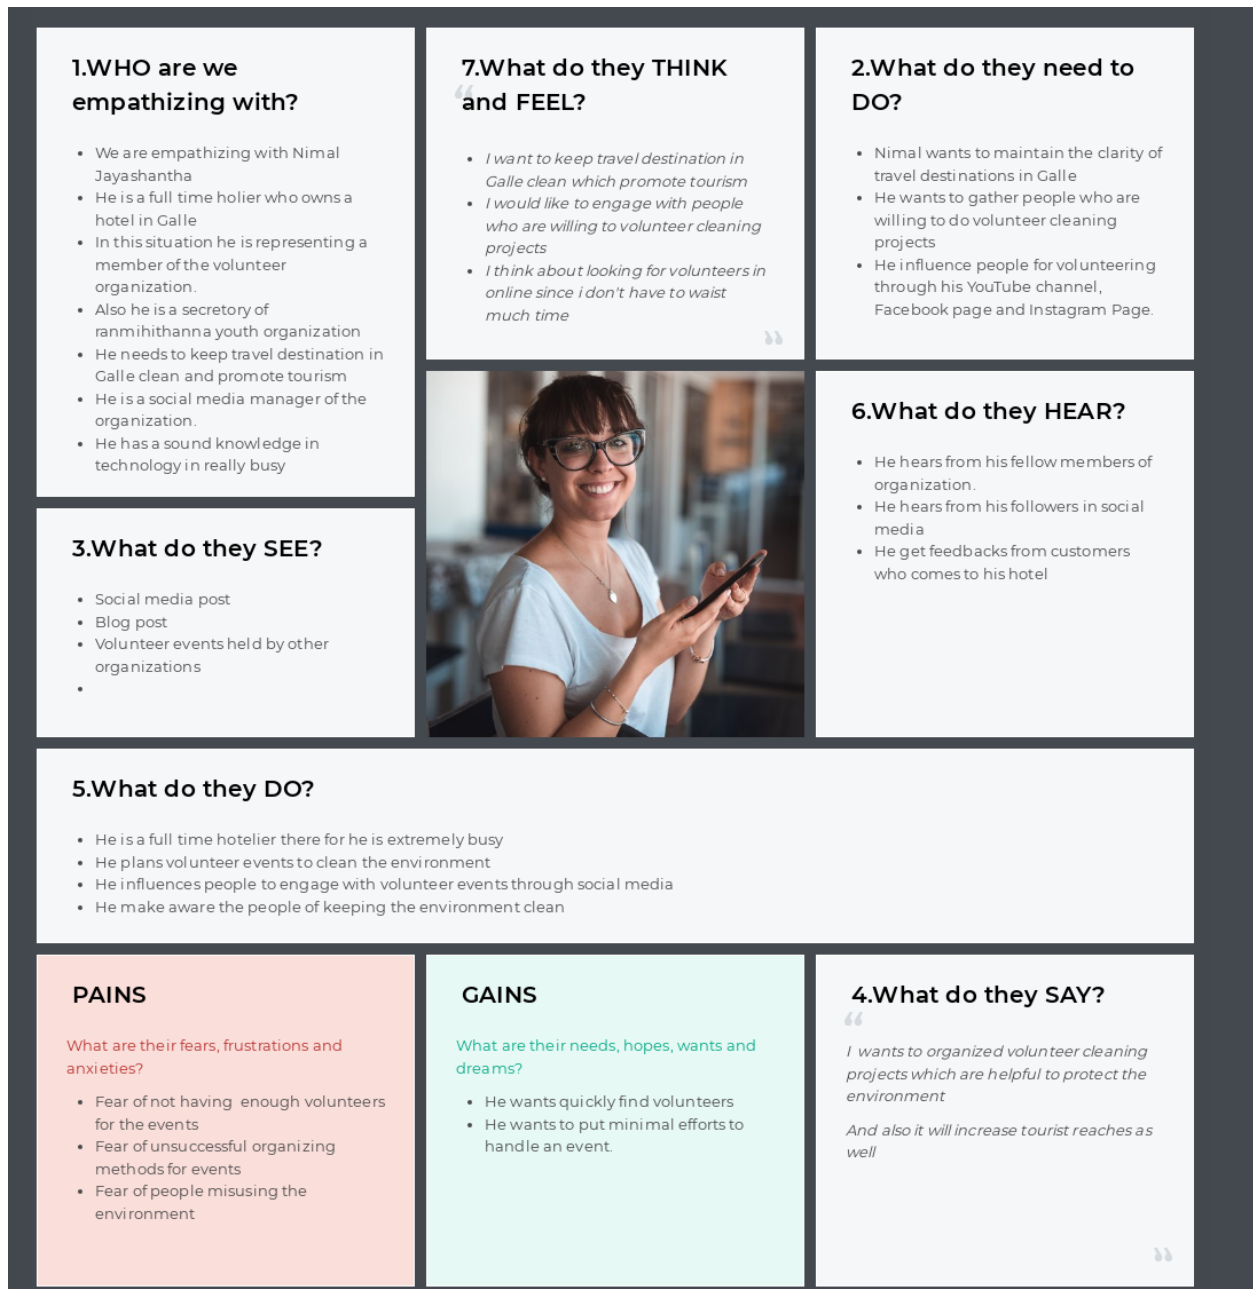 1.WHO are we
empathizing with?
We are empathizing with Nimal
Jayashantha
He is a full time holier who owns a
hotel in Galle
In this situation he is representing a
member of the volunteer
organization.
Also he is a secretory of
ranmihithanna youth organization
He needs to keep travel destination in
Galle clean and promote tourism
He is a social media manager of the
organization.
He has a sound knowledge in
technology in really busy
7.What do they THINK
and FEEL?
I want to keep travel destination in
Galle clean which promote tourism
I would like to engage with people
who are willing to volunteer cleaning
projects
I think about looking for volunteers in
online since i don't have to waist
much time
2.What do they need to
DO?
Nimal wants to maintain the clarity of
travel destinations in Galle
He wants to gather people who are
willing to do volunteer cleaning
projects
He influence people for volunteering
through his YouTube channel,
Facebook page and Instagram Page.
3.What do they SEE?
Social media post
Blog post
Volunteer events held by other
organizations
6.What do they HEAR?
He hears from his fellow members of
organization.
He hears from his followers in social
media
He get feedbacks from customers
who comes to his hotel
5.What do they DO?
He is a full time hotelier there for he is extremely busy
He plans volunteer events to clean the environment
He influences people to engage with volunteer events through social media
He make aware the people of keeping the environment clean
PAINS
What are their fears, frustrations and
anxieties?
Fear of not having enough volunteers
for the events
Fear of unsuccessful organizing
methods for events
Fear of people misusing the
environment
GAINS
What are their needs, hopes, wants and
dreams?
He wants quickly find volunteers
He wants to put minimal efforts to
handle an event.
4.What do they SAY?
I wants to organized volunteer cleaning
projects which are helpful to protect the
environment
And also it will increase tourist reaches as
well